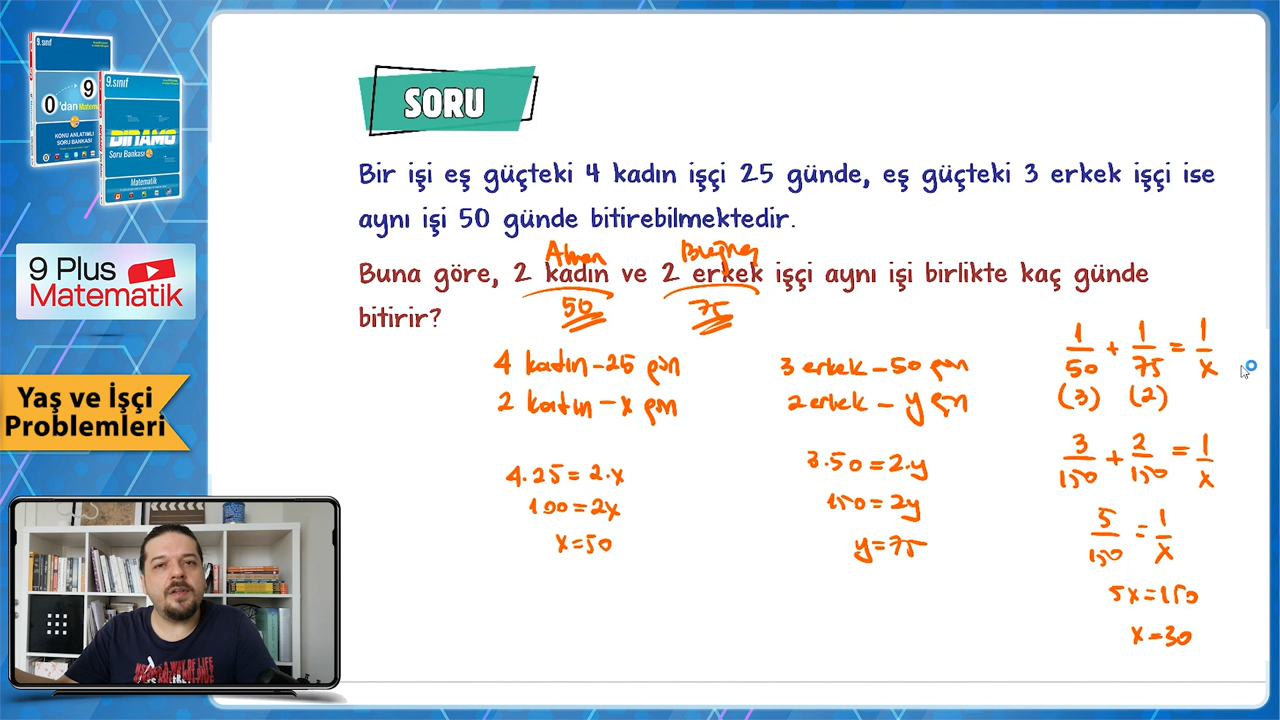 9.sınıf
0'dan 9 Matematik
KONU ANLATIMLI
SORU BANKASI
9.sınıf
DİNAMO
Soru Bankası
Matematik
9 Plus
Matematik
Yaş ve İşçi
Problemleri
SORU
Bir işi eş güçteki 4 kadın işçi 25 günde, eş güçteki 3 erkek işçi ise
aynı işi 50 günde bitirebilmektedir.
Buna göre, 2 kadın ve 2 erkek işçi aynı işi birlikte kaç günde
bitirir?
50 75
4 kadın - 25 gün
2 kadın - x gün
4.25 = 2.x
100 = 2x
x = 50
3 erkek - 50 gün
2 erkek - y gün
3.50 = 2.y
150 = 2y
y = 75
1/50 + 1/75 = 1/x
(3) (2)
3/150 + 2/150 = 1/x
5/150 = 1/x
5x = 150
x = 30